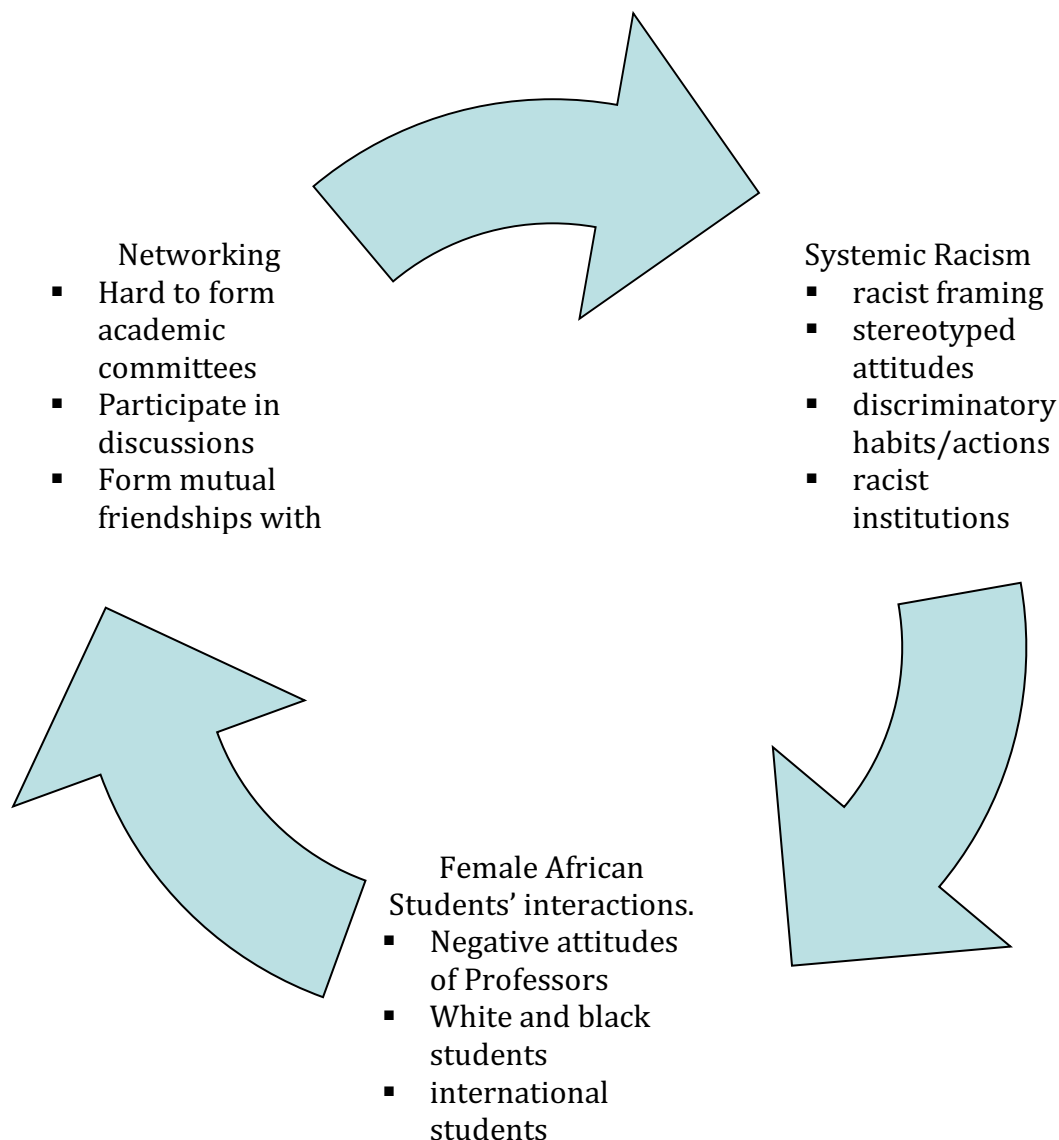 Networking
▪ Hard to form
academic
committees
▪ Participate in
discussions
▪ Form mutual
friendships with
Systemic Racism
▪ racist framing
▪ stereotyped
attitudes
▪ discriminatory
habits/actions
▪ racist
institutions
Female African
Students’ interactions.
▪ Negative attitudes
of Professors
▪ White and black
students
▪ international
students